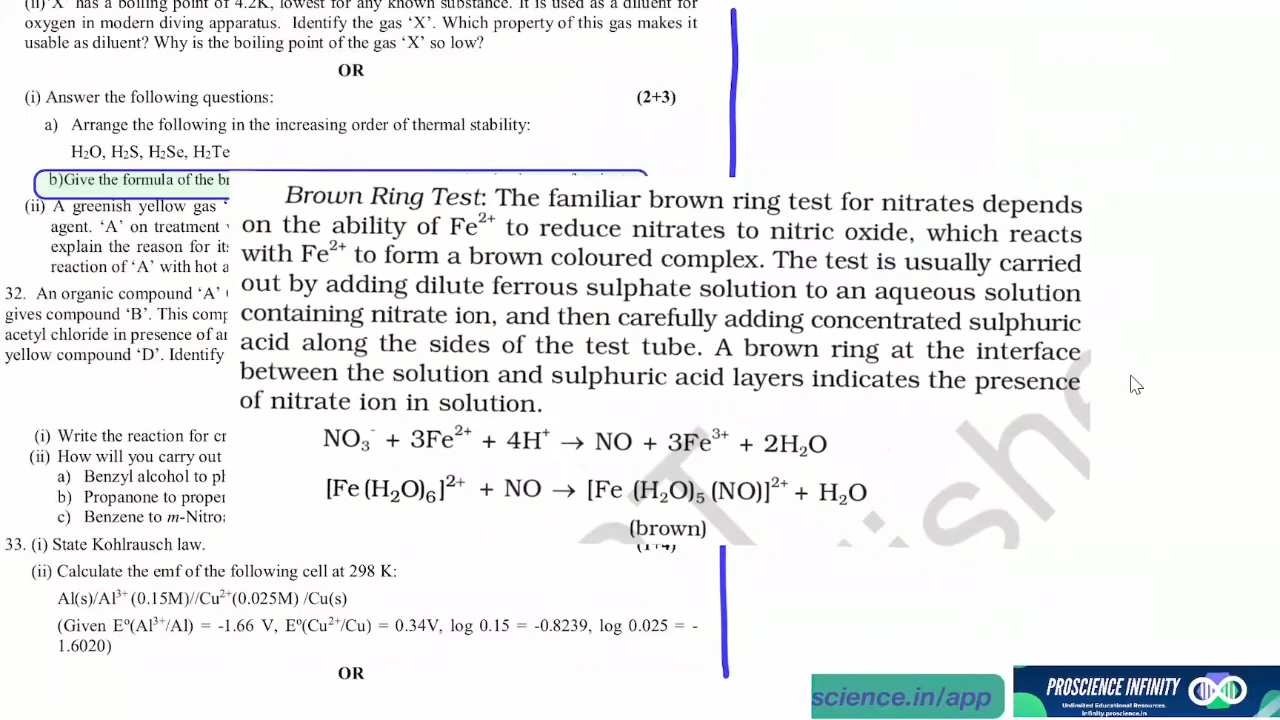 (ii) 'X' has a boiling point of 4.2K, lowest for any known substance. It is used as a diluent for
oxygen in modern diving apparatus. Identify the gas 'X'. Which property of this gas makes it
usable as diluent? Why is the boiling point of the gas 'X' so low?
OR
(i) Answer the following questions: (2+3)
a) Arrange the following in the increasing order of thermal stability:
H₂O, H₂S, H₂Se, H₂Te
b)Give the formula of the
(ii) A greenish yellow gas
agent. 'A' on treatment
explain the reason for
reaction of 'A' with hot
32. An organic compound 'A'
gives compound 'B'. This
acetyl chloride in presence of
yellow compound 'D'. Identify
(i) Write the reaction for
(ii) How will you carry out
a) Benzyl alcohol to
b) Propanone to
c) Benzene to
Brown Ring Test: The familiar brown ring test for nitrates depends
on the ability of Fe²⁺ to reduce nitrates to nitric oxide, which reacts
with Fe²⁺ to form a brown coloured complex. The test is usually carried
out by adding dilute ferrous sulphate solution to an aqueous solution
containing nitrate ion, and then carefully adding concentrated sulphuric
acid along the sides of the test tube. A brown ring at the interface
between the solution and sulphuric acid layers indicates the presence
of nitrate ion in solution.
NO₃⁻ + 3Fe²⁺ + 4H⁺ → NO + 3Fe³⁺ + 2H₂O
[Fe (H₂O)₆]²⁺ + NO → [Fe (H₂O)₅ (NO)]²⁺ + H₂O
(brown)
33. (i) State Kohlrausch law. (1+4)
(ii) Calculate the emf of the following cell at 298 K:
Al(s)/Al³⁺ (0.15M)//Cu²⁺(0.025M) /Cu(s)
(Given Eº(Al³⁺/Al) = -1.66 V, Eº(Cu²⁺/Cu) = 0.34V, log 0.15 = -0.8239, log 0.025 = -
1.6020)
OR
science.in/app
PROSCIENCE INFINITY
Unlimited Educational Resources.
infinity.proscience.in